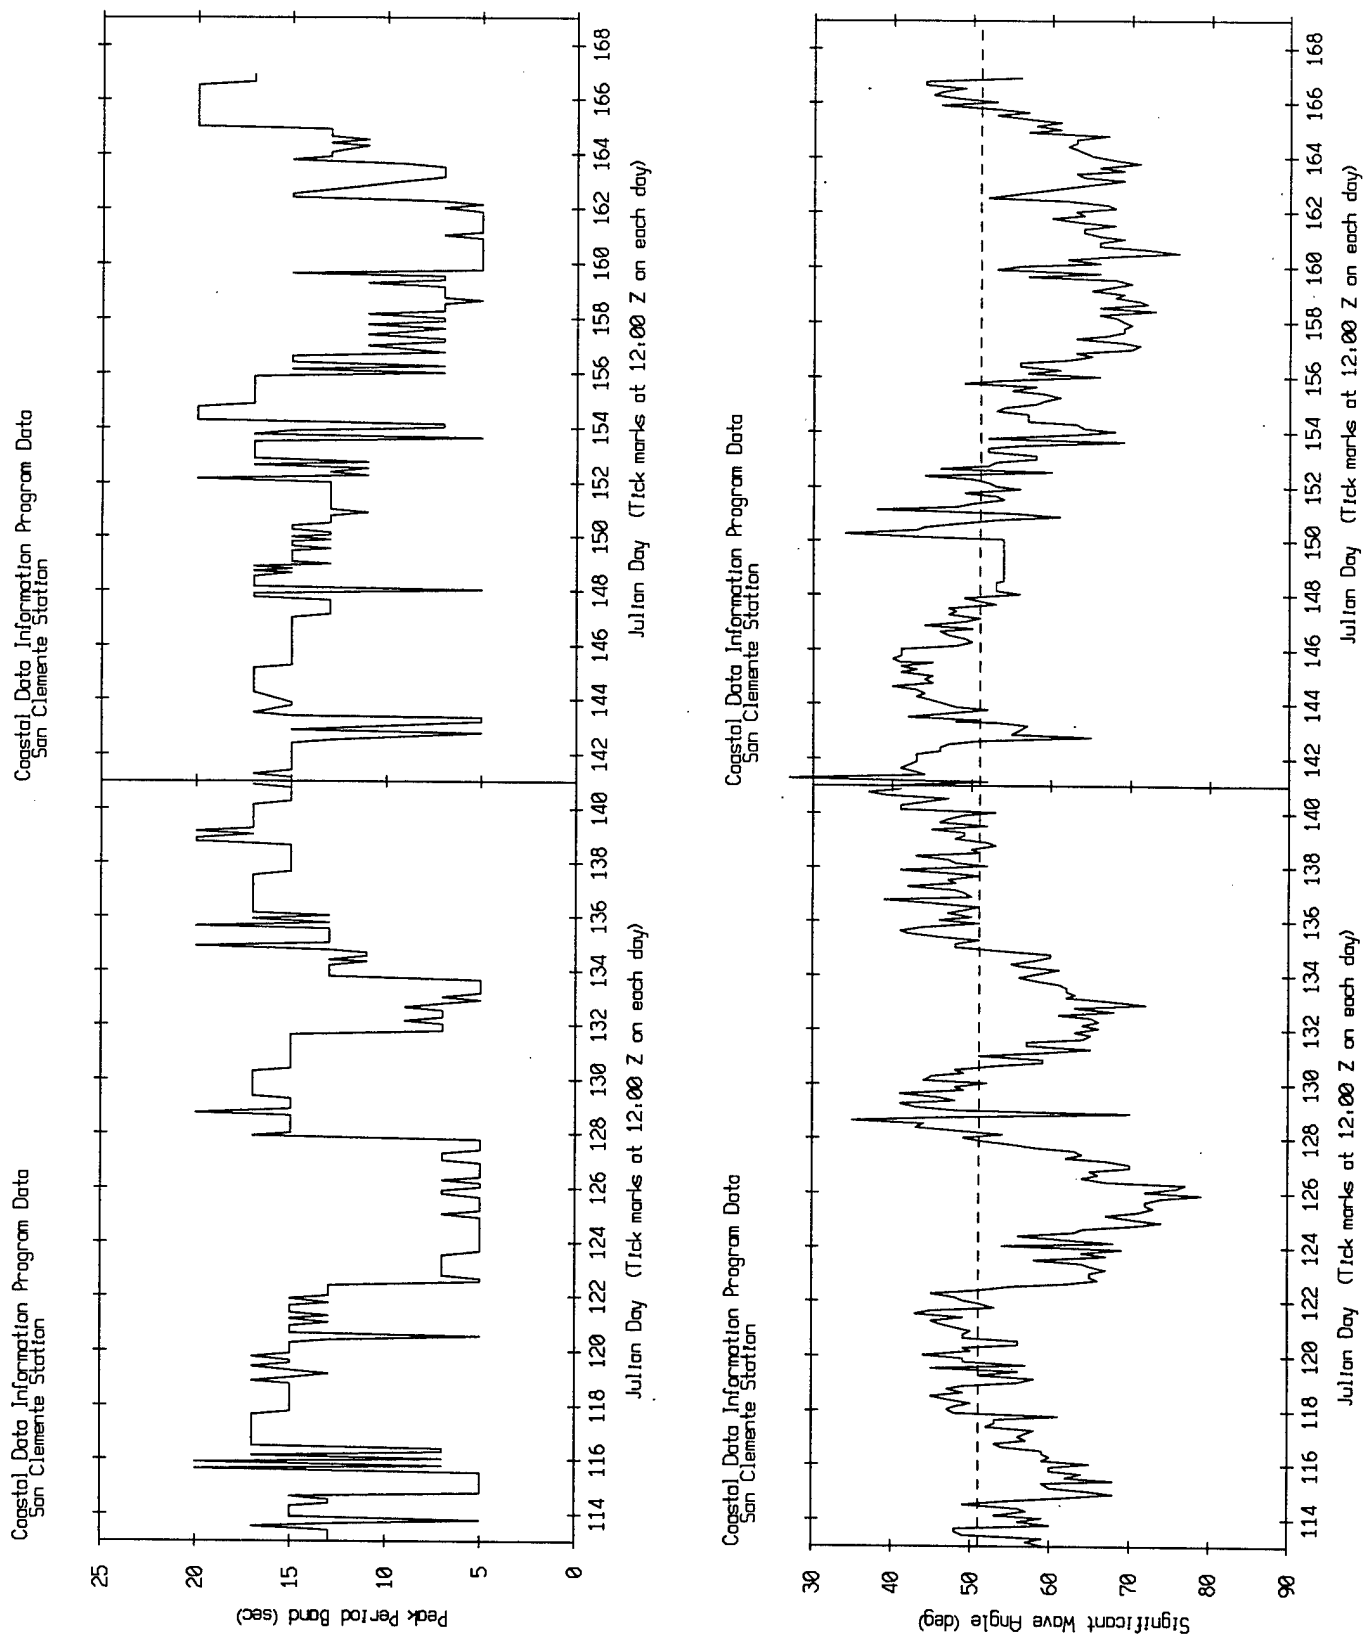 Coastal Data Information Program Data
San Clemente Station
Coastal Data Information Program Data
San Clemente Station
Peak Period Band (sec)
25
20
15
10
5
0
114 116 118 120 122 124 126 128 130 132 134 136 138 140 142 144 146 148 150 152 154 156 158 160 162 164 166 168
Julian Day (Tick marks at 12.00 Z on each day)
Julian Day (Tick marks at 12.00 Z on each day)
Coastal Data Information Program Data
San Clemente Station
Coastal Data Information Program Data
San Clemente Station
Significant Wave Angle (deg)
30
40
50
60
70
80
90
114 116 118 120 122 124 126 128 130 132 134 136 138 140 142 144 146 148 150 152 154 156 158 160 162 164 166 168
Julian Day (Tick marks at 12.00 Z on each day)
Julian Day (Tick marks at 12.00 Z on each day)